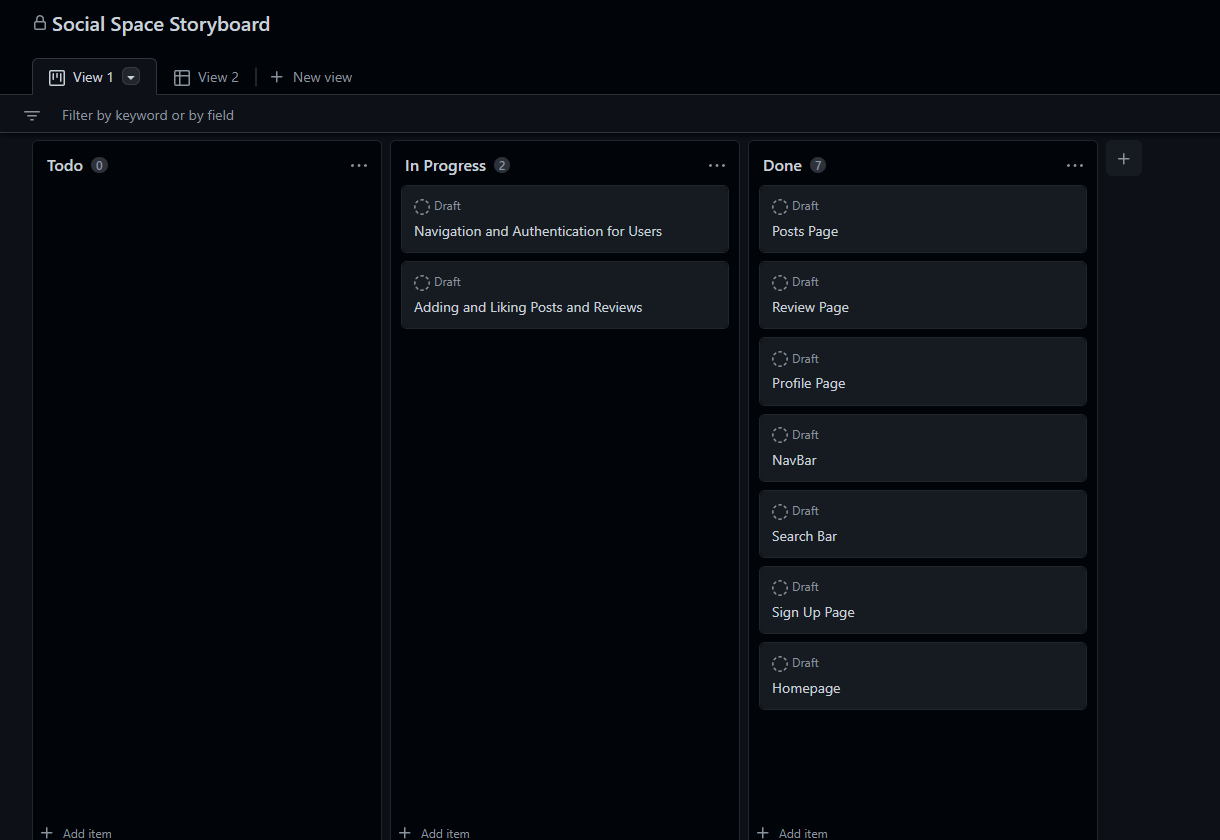 Social Space Storyboard
View 1
View 2
New view
Filter by keyword or by field
Todo 0
In Progress 2
Draft
Navigation and Authentication for Users
Draft
Adding and Liking Posts and Reviews
Done 7
Draft
Posts Page
Draft
Review Page
Draft
Profile Page
Draft
NavBar
Draft
Search Bar
Draft
Sign Up Page
Draft
Homepage
Add item
Add item
Add item